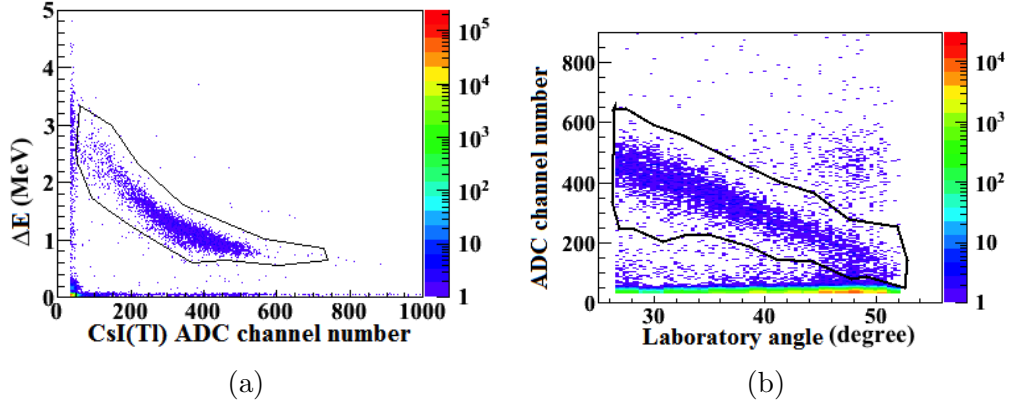 5
4
3
2
1
0
ΔE (MeV)
0 200 400 600 800 1000
CsI(Tl) ADC channel number
10^5
10^4
10^3
10^2
10
1
(a)
800
600
400
200
0
ADC channel number
30 40 50
Laboratory angle (degree)
10^4
10^3
10^2
10
1
(b)